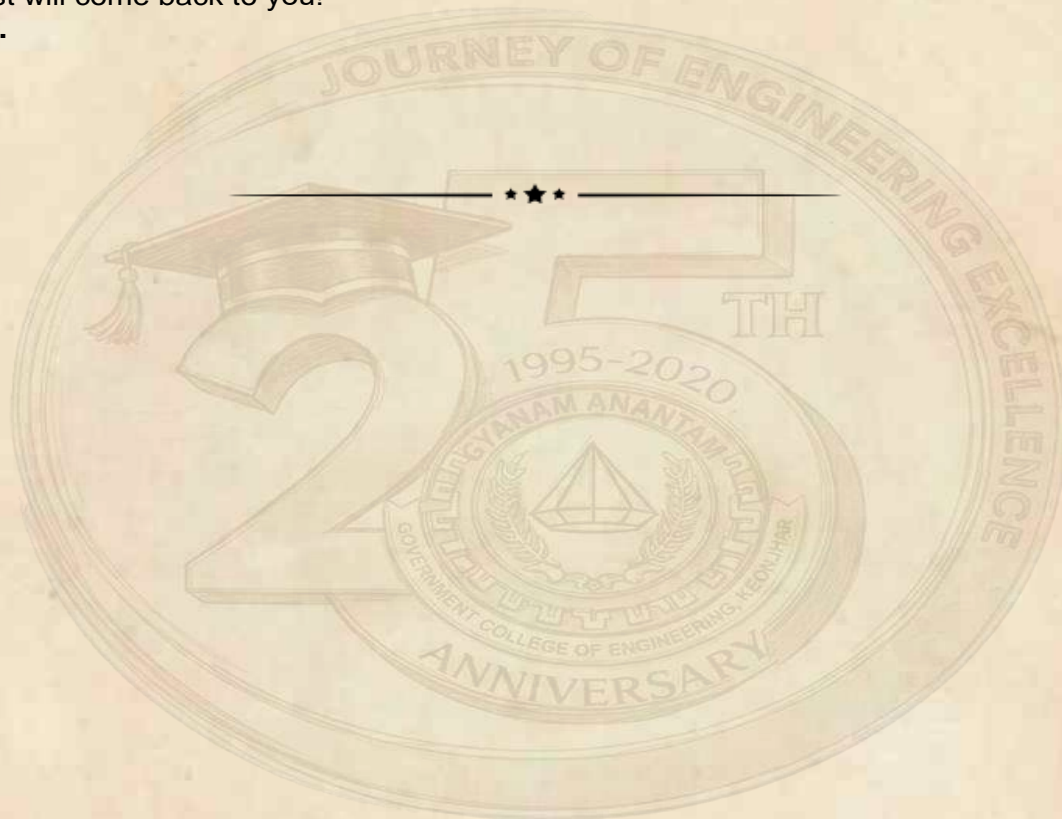 st will come back to you.
.
JOURNEY OF ENGINEERING EXCELLENCE
25TH
1995-2020
GYANAM ANANTAM
GOVERNMENT COLLEGE OF ENGINEERING, KEONJHAR
ANNIVERSARY